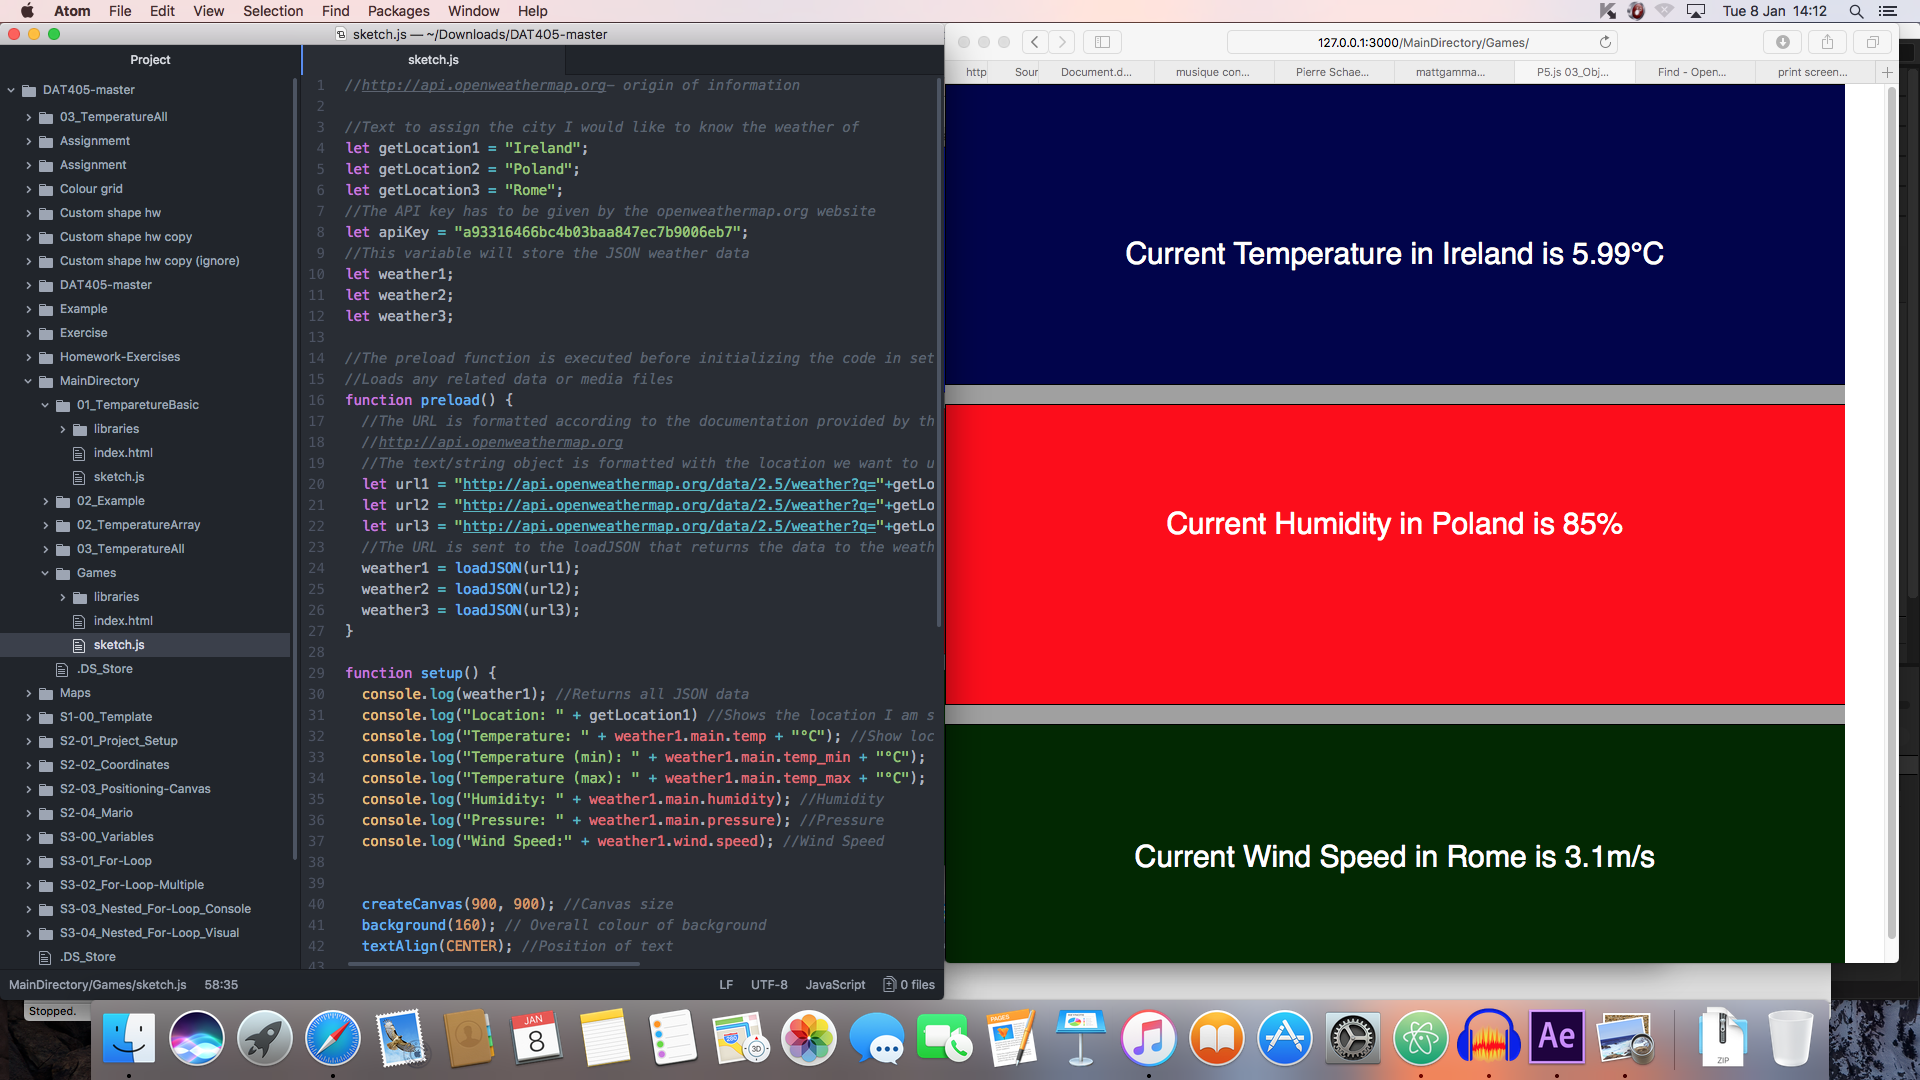 Atom File Edit View Selection Find Packages Window Help
Tue 8 Jan 14:12
sketch.js — ~/Downloads/DAT405-master
Project
DAT405-master
03_TemperatureAll
Assignmemt
Assignment
Colour grid
Custom shape hw
Custom shape hw copy
Custom shape hw copy (ignore)
DAT405-master
Example
Exercise
Homework-Exercises
MainDirectory
01_TemparetureBasic
libraries
index.html
sketch.js
02_Example
02_TemperatureArray
03_TemperatureAll
Games
libraries
index.html
sketch.js
.DS_Store
Maps
S1-00_Template
S2-01_Project_Setup
S2-02_Coordinates
S2-03_Positioning-Canvas
S2-04_Mario
S3-00_Variables
S3-01_For-Loop
S3-02_For-Loop-Multiple
S3-03_Nested_For-Loop_Console
S3-04_Nested_For-Loop_Visual
.DS_Store
sketch.js
1 //http://api.openweathermap.org- origin of information
2
3 //Text to assign the city I would like to know the weather of
4 let getLocation1 = "Ireland";
5 let getLocation2 = "Poland";
6 let getLocation3 = "Rome";
7 //The API key has to be given by the openweathermap.org website
8 let apiKey = "a93316466bc4b03baa847ec7b9006eb7";
9 //This variable will store the JSON weather data
10 let weather1;
11 let weather2;
12 let weather3;
13
14 //The preload function is executed before initializing the code in set
15 //Loads any related data or media files
16 function preload() {
17 //The URL is formatted according to the documentation provided by th
18 //http://api.openweathermap.org
19 //The text/string object is formatted with the location we want to u
20 let url1 = "http://api.openweathermap.org/data/2.5/weather?q="+getLo
21 let url2 = "http://api.openweathermap.org/data/2.5/weather?q="+getLo
22 let url3 = "http://api.openweathermap.org/data/2.5/weather?q="+getLo
23 //The URL is sent to the loadJSON that returns the data to the weath
24 weather1 = loadJSON(url1);
25 weather2 = loadJSON(url2);
26 weather3 = loadJSON(url3);
27 }
28
29 function setup() {
30 console.log(weather1); //Returns all JSON data
31 console.log("Location: " + getLocation1) //Shows the location I am s
32 console.log("Temperature: " + weather1.main.temp + "°C"); //Show loc
33 console.log("Temperature (min): " + weather1.main.temp_min + "°C");
34 console.log("Temperature (max): " + weather1.main.temp_max + "°C");
35 console.log("Humidity: " + weather1.main.humidity); //Humidity
36 console.log("Pressure: " + weather1.main.pressure); //Pressure
37 console.log("Wind Speed:" + weather1.wind.speed); //Wind Speed
38
39
40 createCanvas(900, 900); //Canvas size
41 background(160); // Overall colour of background
42 textAlign(CENTER); //Position of text
43
MainDirectory/Games/sketch.js 58:35
LF UTF-8 JavaScript 0 files
127.0.0.1:3000/MainDirectory/Games/
http Sour Document.d... musique con... Pierre Schae... mattgamma... P5.js 03_Obj... Find - Open... print screen...
Current Temperature in Ireland is 5.99°C
Current Humidity in Poland is 85%
Current Wind Speed in Rome is 3.1m/s
Stopped.
JAN
8
PAGES
3D
Ae
ZIP